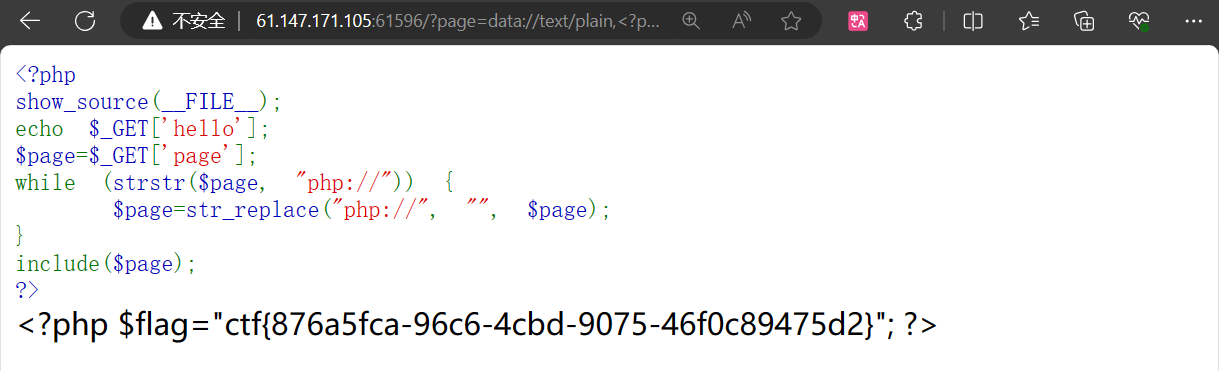 不安全 61.147.171.105:61596/?page=data://text/plain,<?p...
<?php
show_source(__FILE__);
echo $_GET['hello'];
$page=$_GET['page'];
while (strstr($page, "php://")) {
$page=str_replace("php://", "", $page);
}
include($page);
?>
<?php $flag="ctf{876a5fca-96c6-4cbd-9075-46f0c89475d2}"; ?>